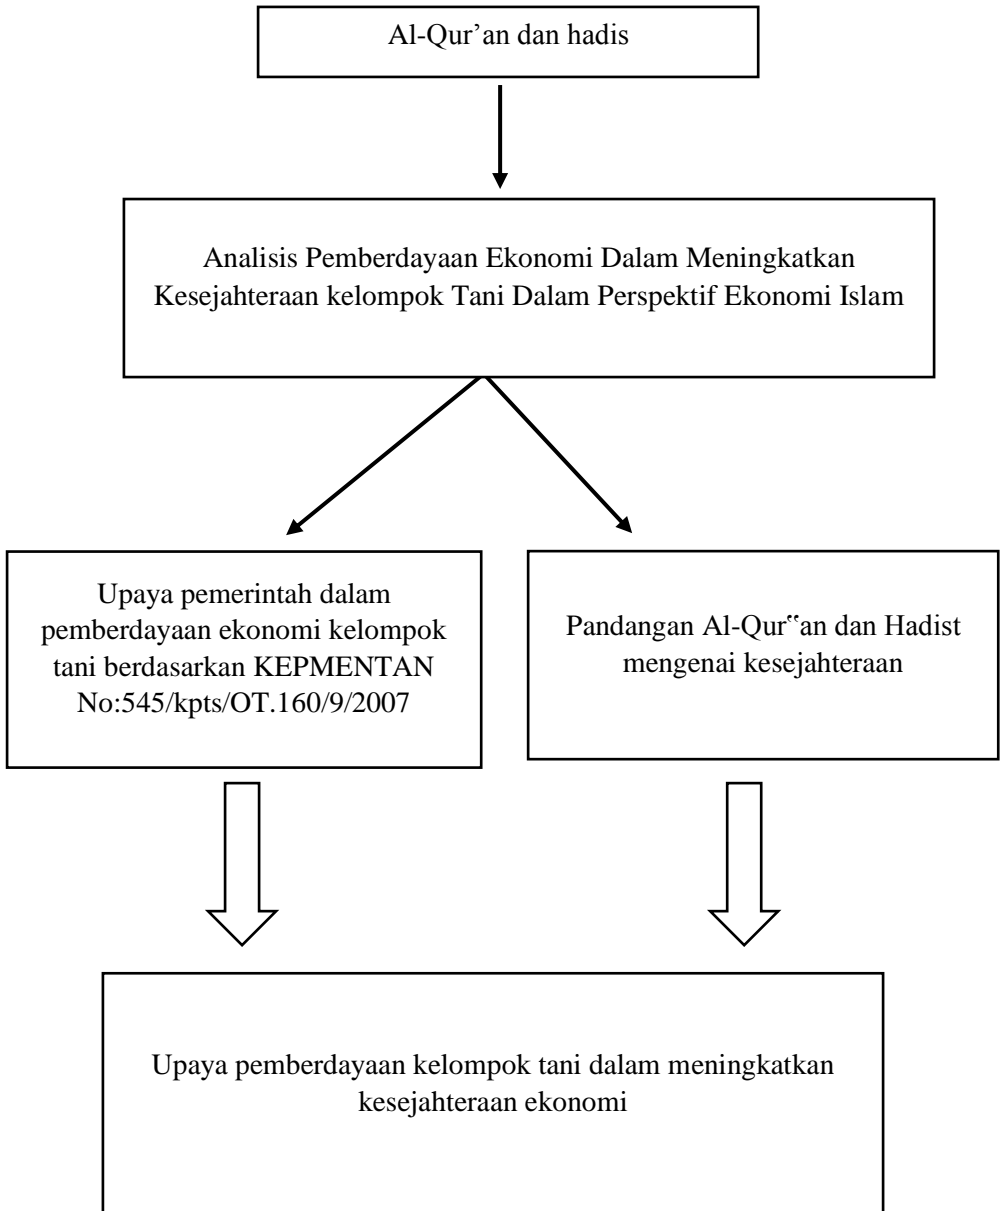 Al-Qur’an dan hadis
Analisis Pemberdayaan Ekonomi Dalam Meningkatkan
Kesejahteraan kelompok Tani Dalam Perspektif Ekonomi Islam
Upaya pemerintah dalam
pemberdayaan ekonomi kelompok
tani berdasarkan KEPMENTAN
No:545/kpts/OT.160/9/2007
Pandangan Al-Qur‟an dan Hadist
mengenai kesejahteraan
Upaya pemberdayaan kelompok tani dalam meningkatkan
kesejahteraan ekonomi